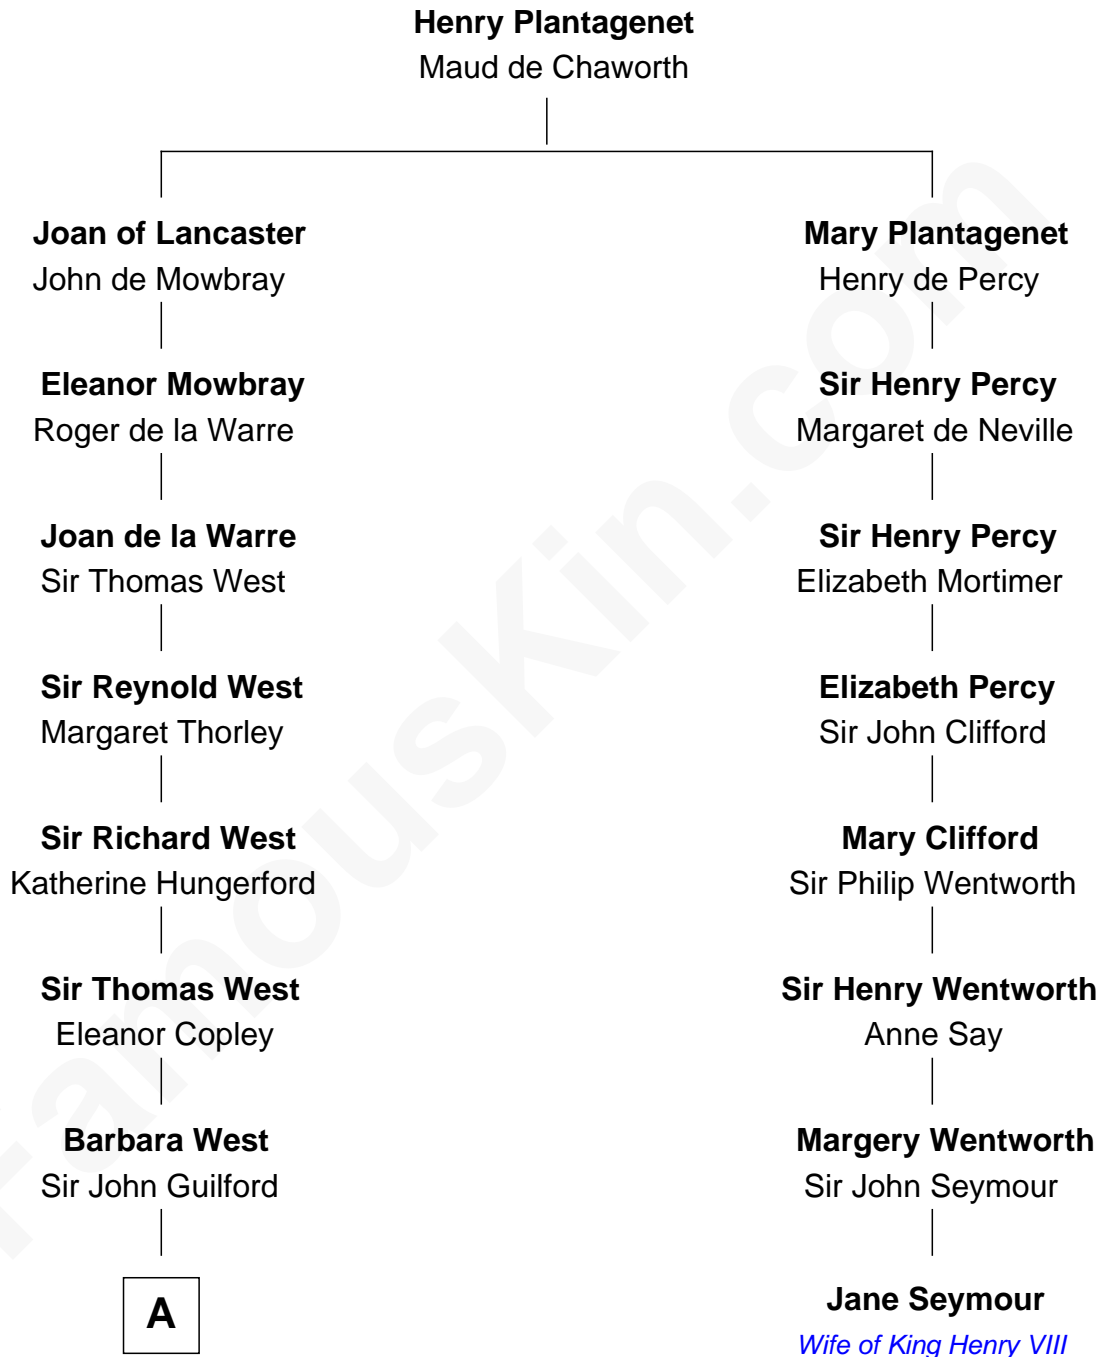 Henry Plantagenet
Maud de Chaworth
Joan of Lancaster
John de Mowbray
Mary Plantagenet
Henry de Percy
Eleanor Mowbray
Roger de la Warre
Sir Henry Percy
Margaret de Neville
Joan de la Warre
Sir Thomas West
Sir Henry Percy
Elizabeth Mortimer
Sir Reynold West
Margaret Thorley
Elizabeth Percy
Sir John Clifford
Sir Richard West
Katherine Hungerford
Mary Clifford
Sir Philip Wentworth
Sir Thomas West
Eleanor Copley
Sir Henry Wentworth
Anne Say
Barbara West
Sir John Guilford
Margery Wentworth
Sir John Seymour
A
Jane Seymour
Wife of King Henry VIII
FamousKin.com